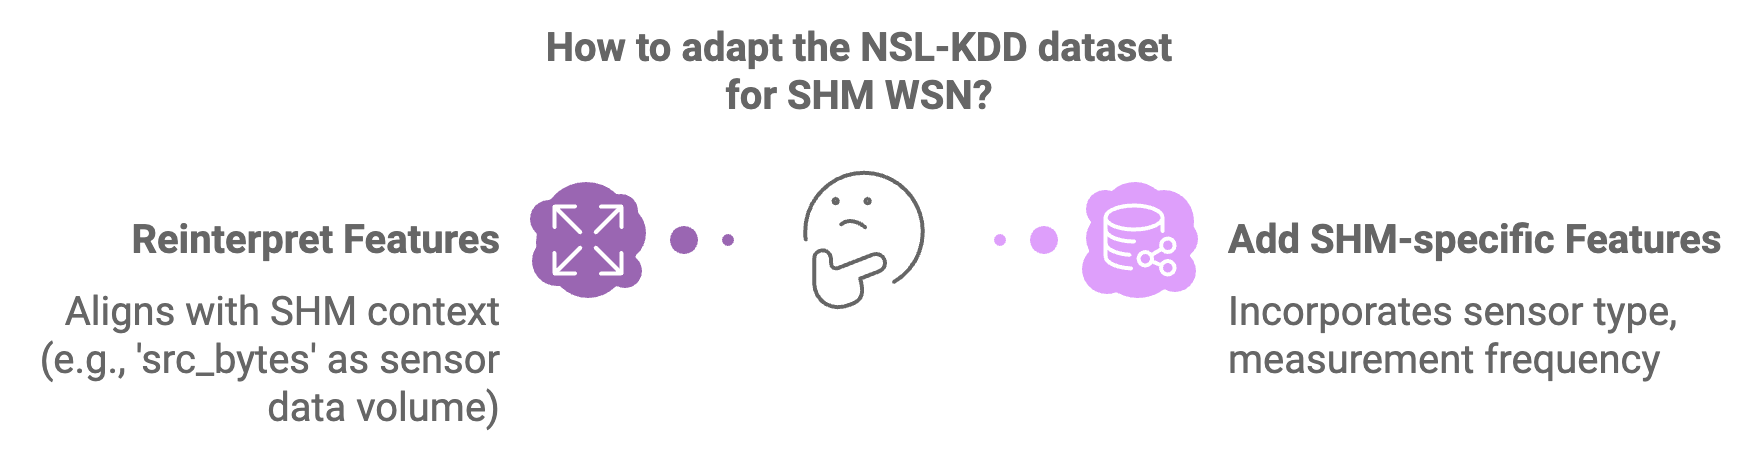 How to adapt the NSL-KDD dataset
for SHM WSN?
Reinterpret Features
Aligns with SHM context
(e.g., 'src_bytes' as sensor
data volume)
Add SHM-specific Features
Incorporates sensor type,
measurement frequency